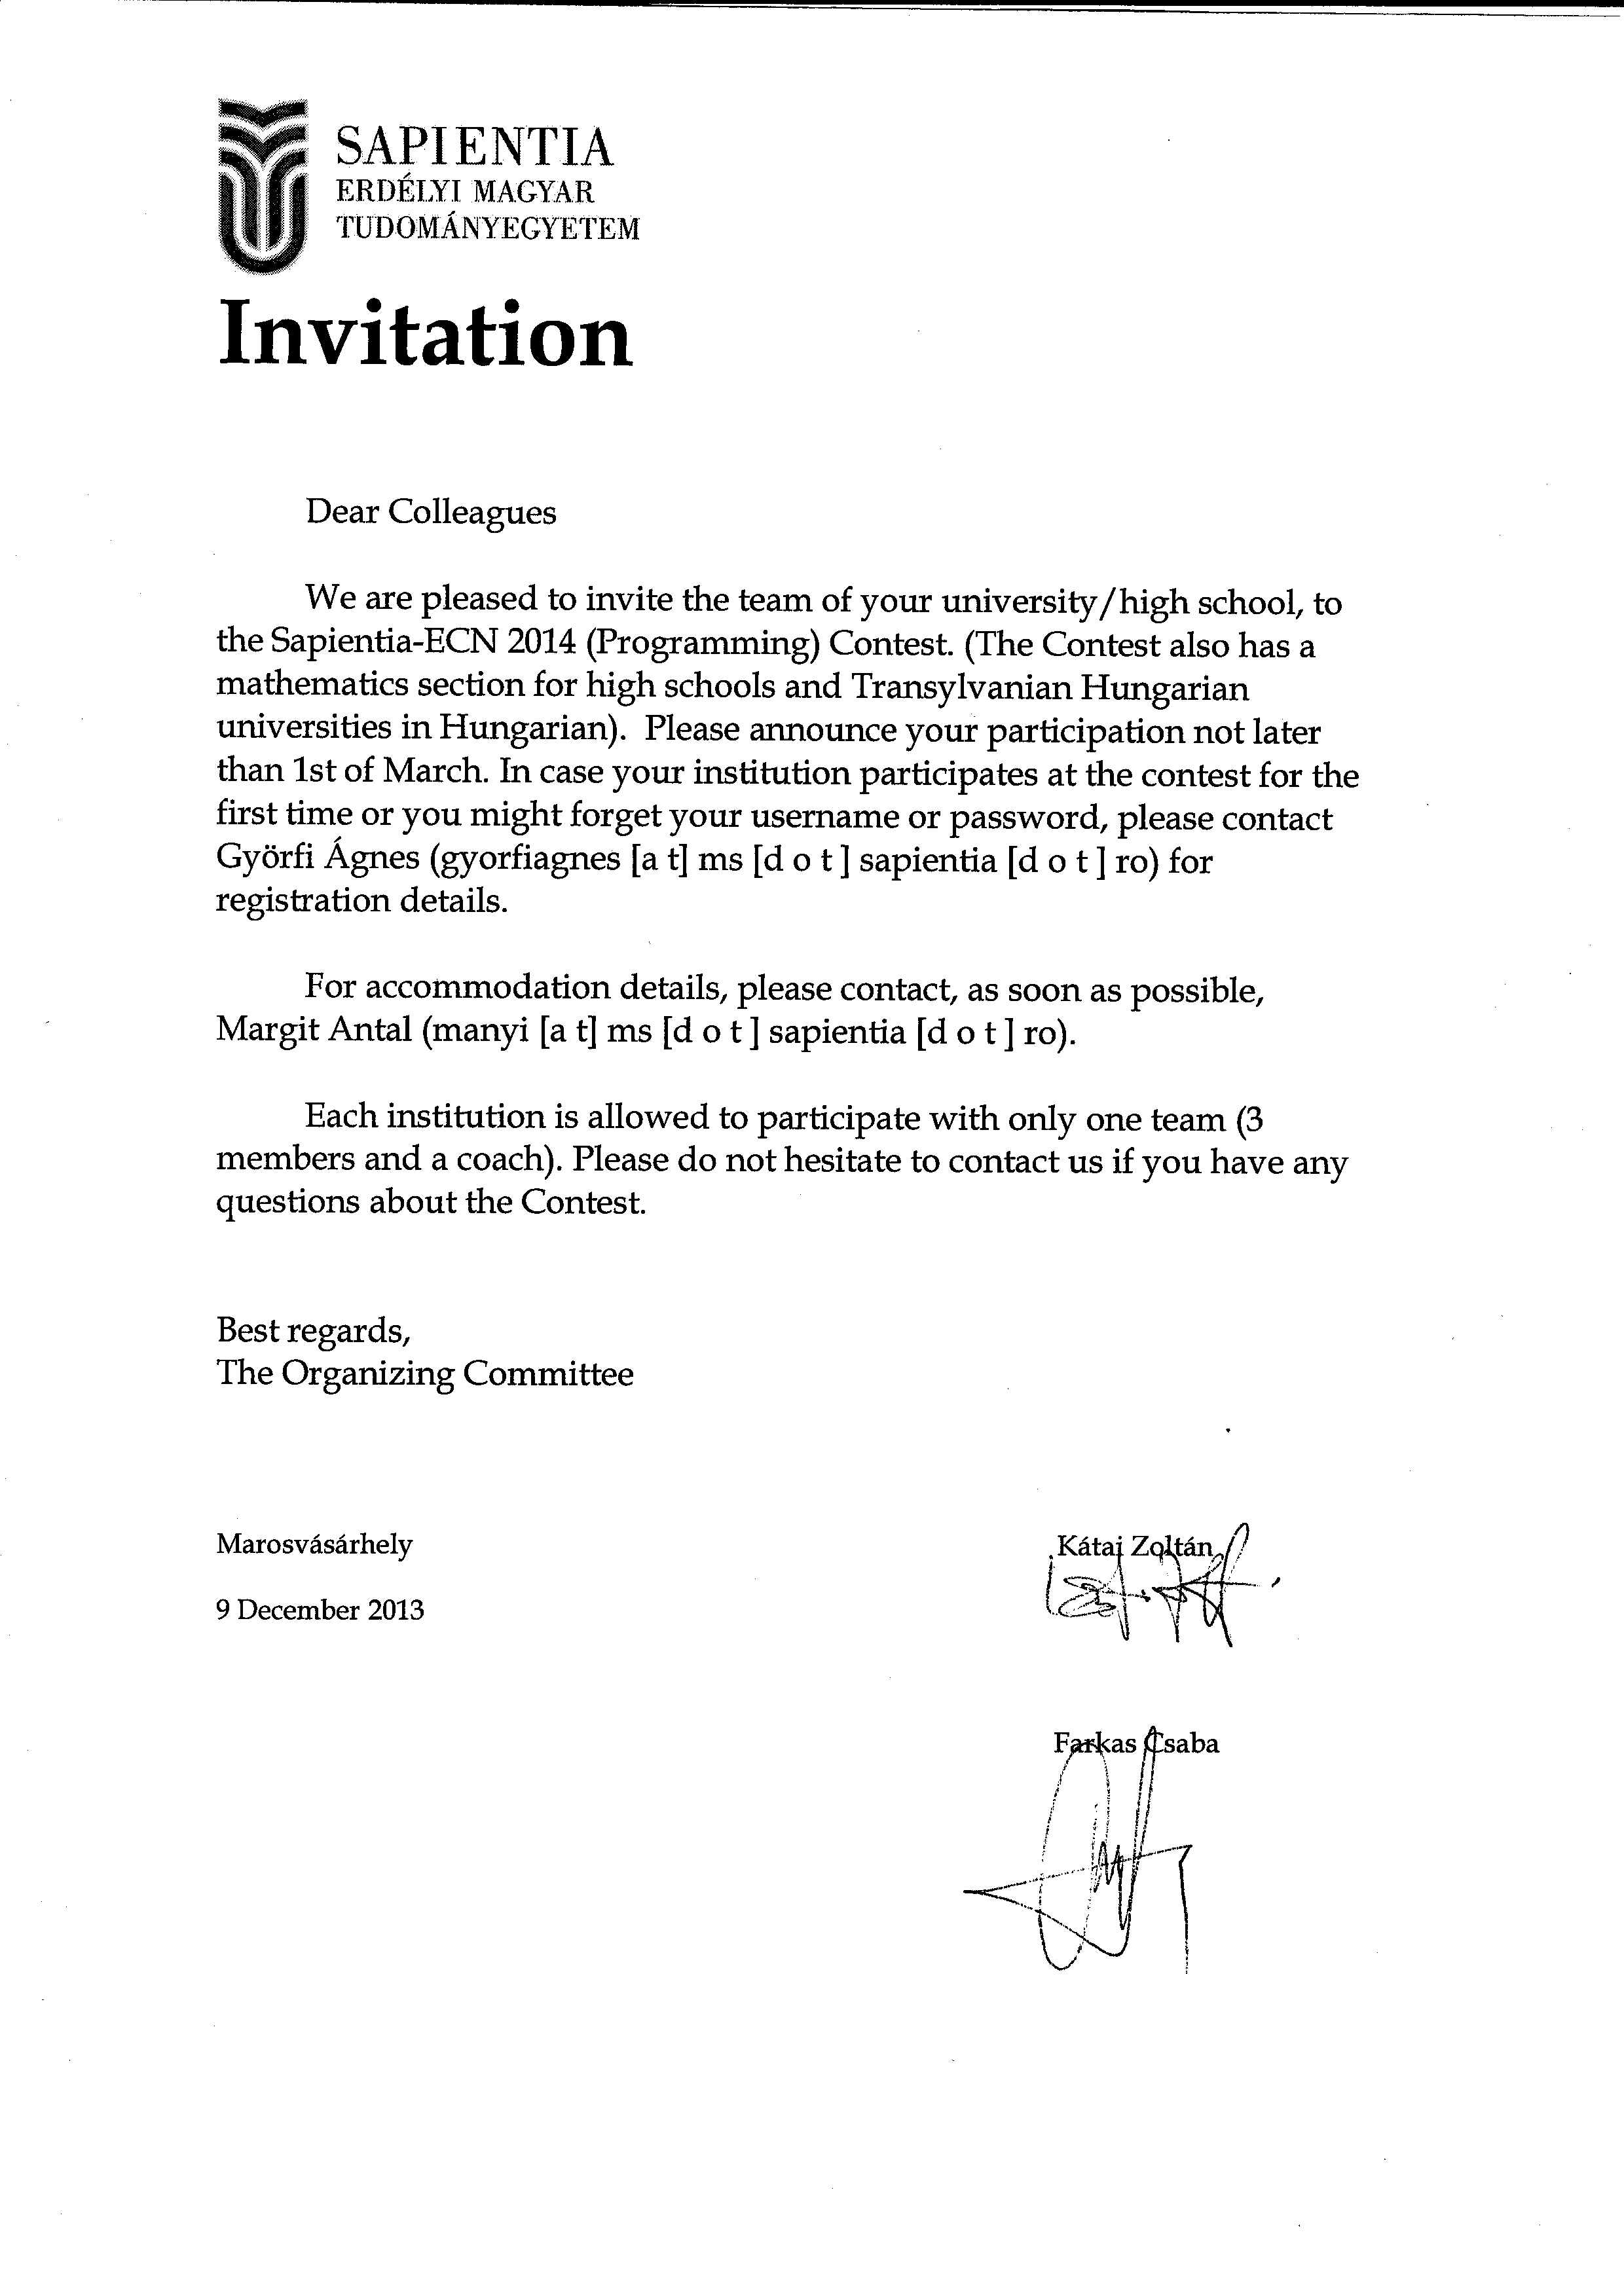 SAPIENTIA
ERDÉLYI MAGYAR
TUDOMÁNYEGYETEM
Invitation
Dear Colleagues
We are pleased to invite the team of your university/high school, to
the Sapientia-ECN 2014 (Programming) Contest. (The Contest also has a
mathematics section for high schools and Transylvanian Hungarian
universities in Hungarian). Please announce your participation not later
than 1st of March. In case your institution participates at the contest for the
first time or you might forget your username or password, please contact
Györfi Ágnes (gyorfiagnes [a t] ms [d o t ] sapientia [d o t ] ro) for
registration details.
For accommodation details, please contact, as soon as possible,
Margit Antal (manyi [a t] ms [d o t ] sapientia [d o t ] ro).
Each institution is allowed to participate with only one team (3
members and a coach). Please do not hesitate to contact us if you have any
questions about the Contest.
Best regards,
The Organizing Committee
Marosvásárhely
Kátai Zoltán
9 December 2013
Farkas Csaba